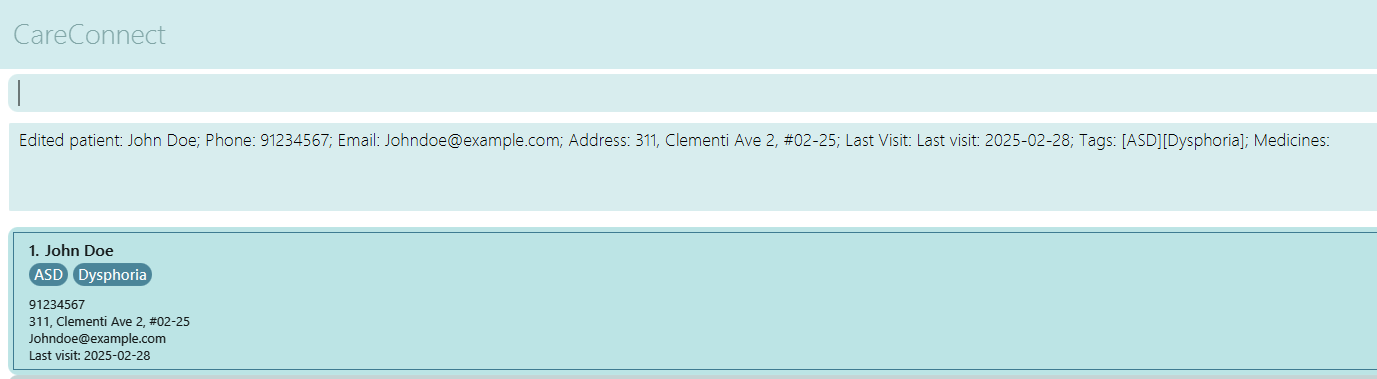 CareConnect
Edited patient: John Doe; Phone: 91234567; Email: Johndoe@example.com; Address: 311, Clementi Ave 2, #02-25; Last Visit: Last visit: 2025-02-28; Tags: [ASD][Dysphoria]; Medicines:
1. John Doe
ASD Dysphoria
91234567
311, Clementi Ave 2, #02-25
Johndoe@example.com
Last visit: 2025-02-28